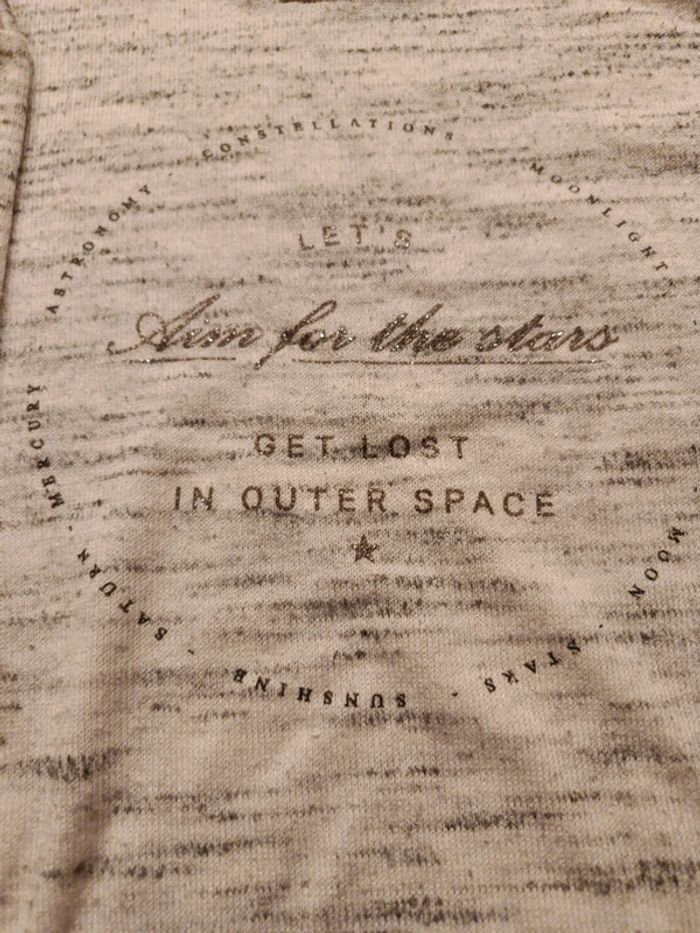 CONSTELLATIONS · MOONLIGHT
LET'S
Aim for the stars
GET LOST
IN OUTER SPACE
MOON · STARS · SUNSHINE · SATURN · MERCURY · ASTRONOMY ·